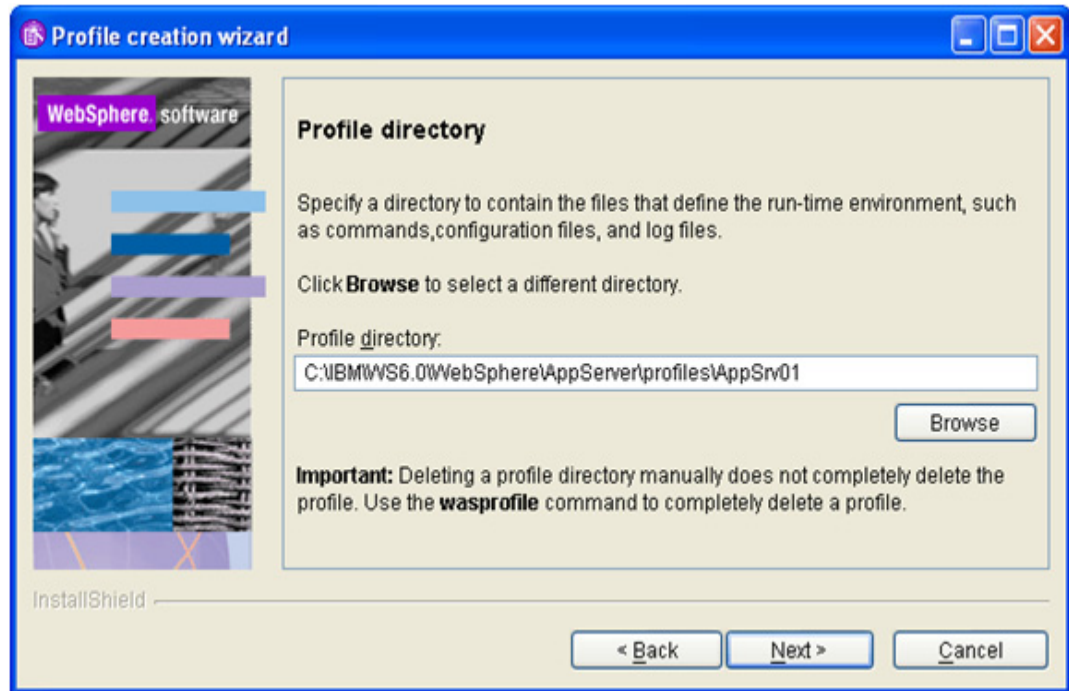 Profile creation wizard
WebSphere. software
Profile directory
Specify a directory to contain the files that define the run-time environment, such
as commands,configuration files, and log files.
Click Browse to select a different directory.
Profile directory:
C:\IBM\WS6.0\WebSphere\AppServer\profiles\AppSrv01
Browse
Important: Deleting a profile directory manually does not completely delete the
profile. Use the wasprofile command to completely delete a profile.
InstallShield
< Back
Next >
Cancel